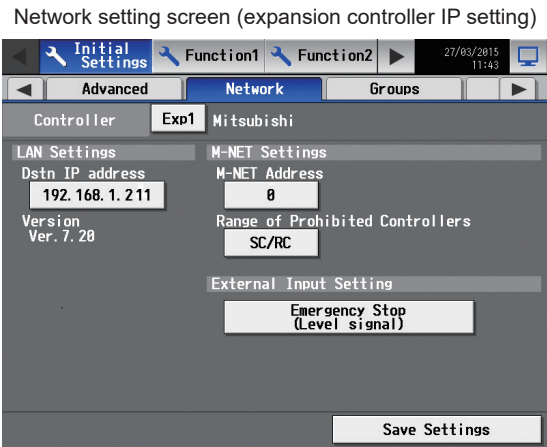 Network setting screen (expansion controller IP setting)
Initial Settings Function1 Function2 27/03/2015 11:43
Advanced Network Groups
Controller Exp1 Mitsubishi
LAN Settings M-NET Settings
Dstn IP address M-NET Address
192.168.1.211 0
Version Range of Prohibited Controllers
Ver.7.20 SC/RC
External Input Setting
Emergency Stop
(Level signal)
Save Settings